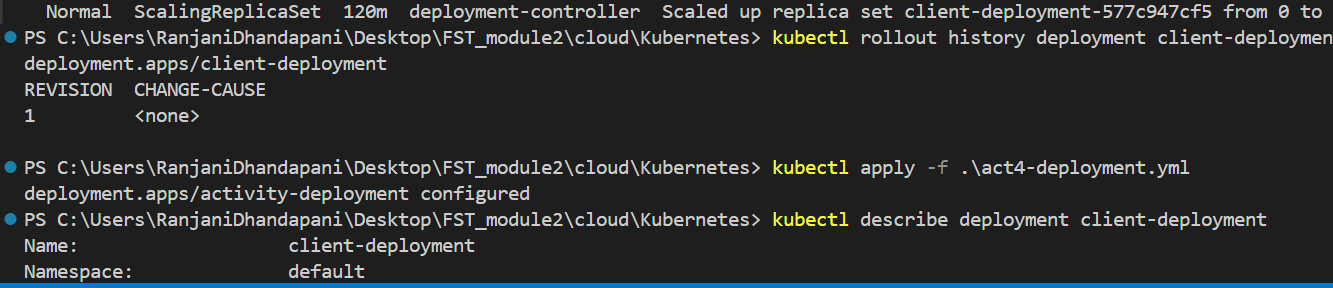 Normal  ScalingReplicaSet  120m  deployment-controller  Scaled up replica set client-deployment-577c947cf5 from 0 to
PS C:\Users\RanjaniDhandapani\Desktop\FST_module2\cloud\Kubernetes> kubectl rollout history deployment client-deploymen
deployment.apps/client-deployment
REVISION  CHANGE-CAUSE
1         <none>
PS C:\Users\RanjaniDhandapani\Desktop\FST_module2\cloud\Kubernetes> kubectl apply -f .\act4-deployment.yml
deployment.apps/activity-deployment configured
PS C:\Users\RanjaniDhandapani\Desktop\FST_module2\cloud\Kubernetes> kubectl describe deployment client-deployment
Name:                   client-deployment
Namespace:              default